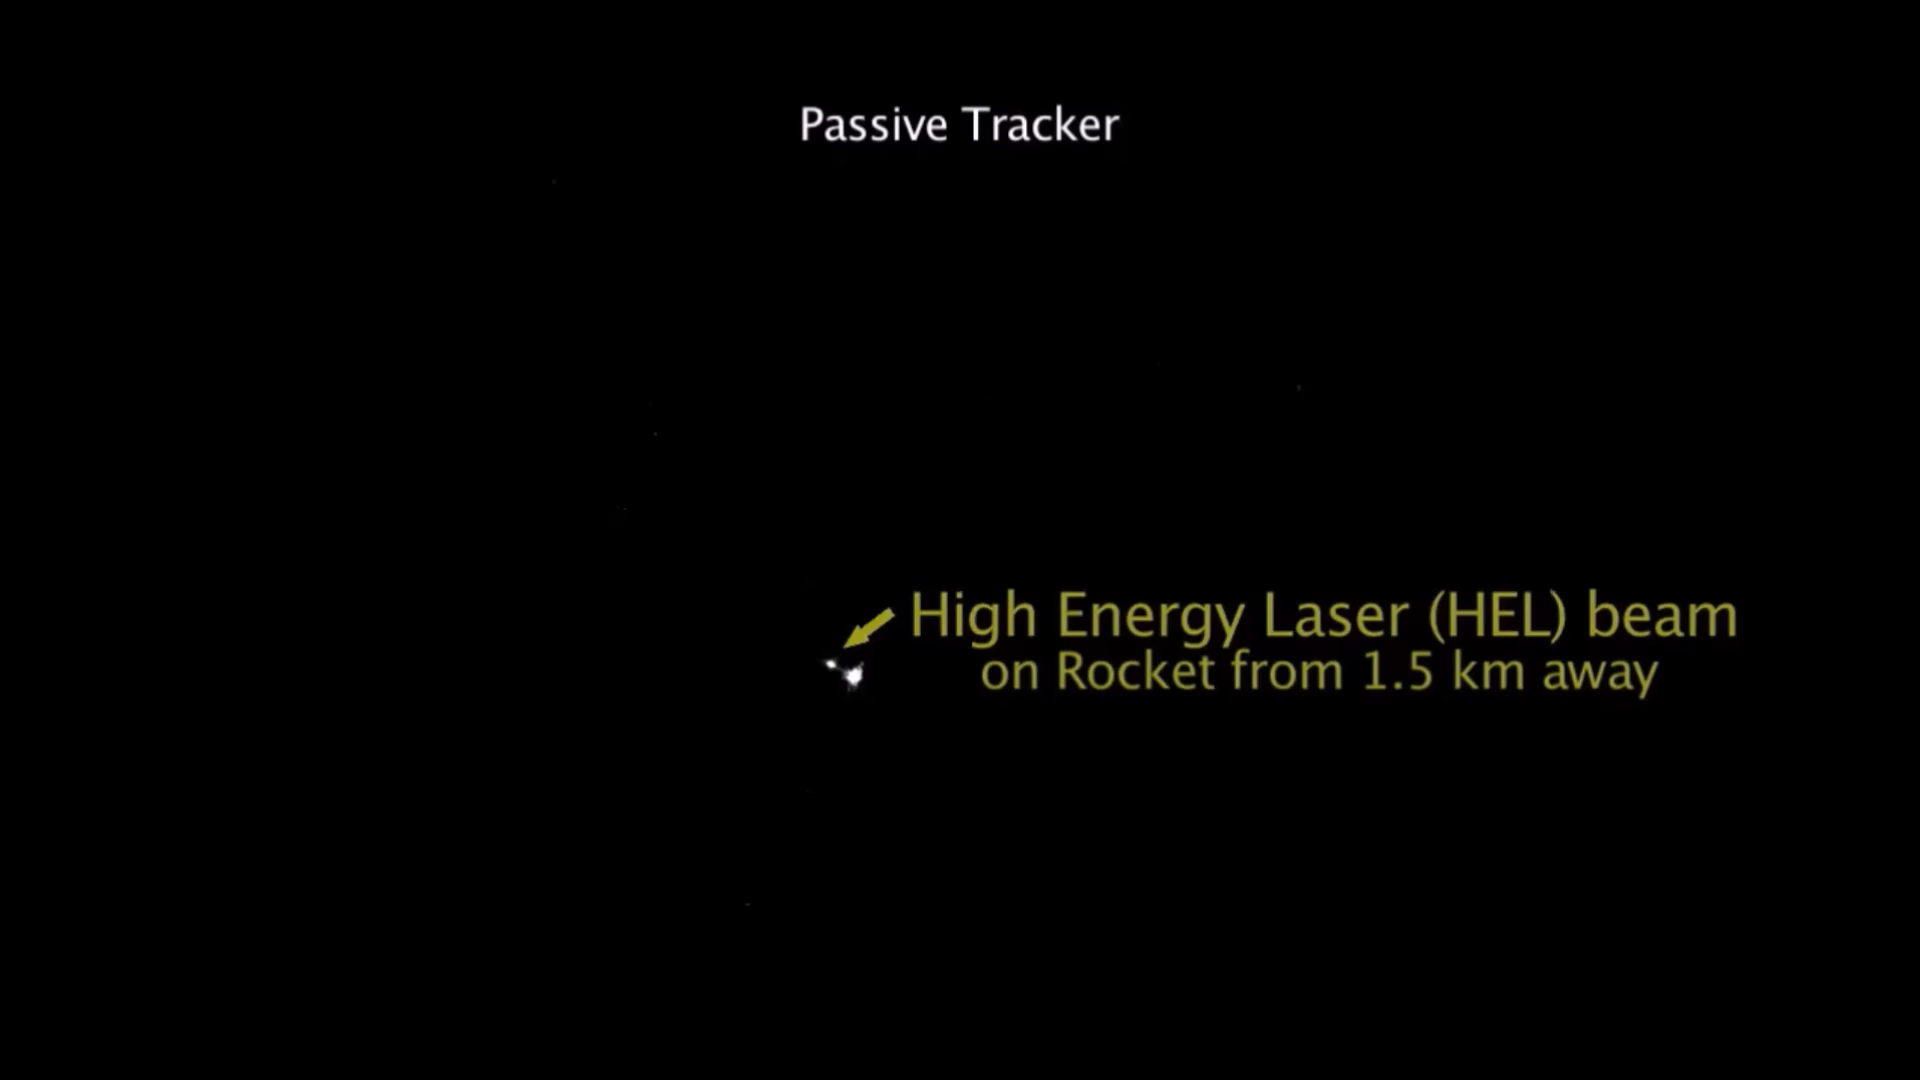 Passive Tracker
High Energy Laser (HEL) beam
on Rocket from 1.5 km away